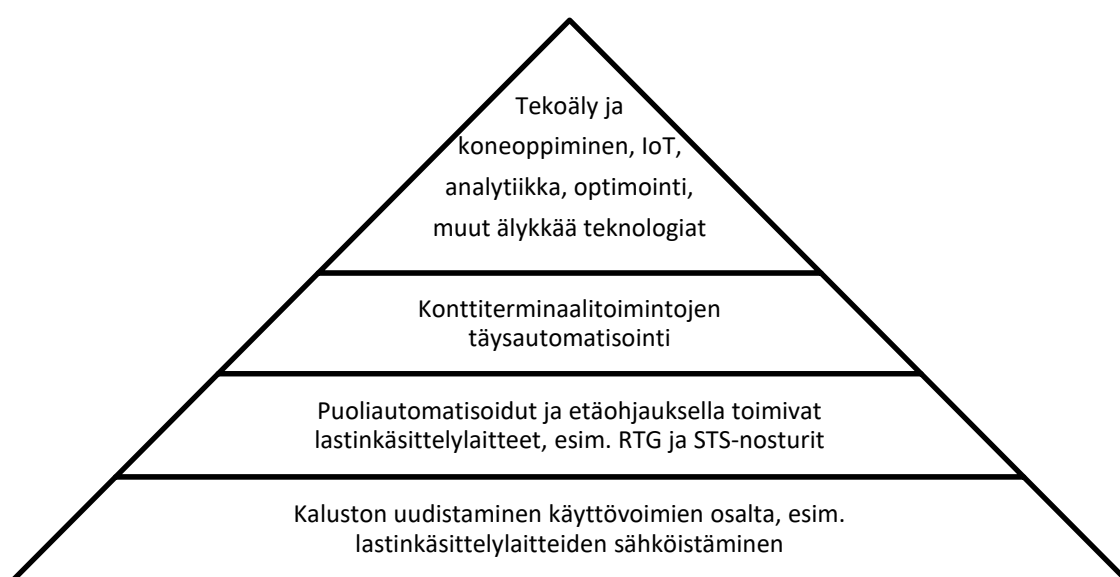 Tekoäly ja
koneoppiminen, IoT,
analytiikka, optimointi,
muut älykkää teknologiat
Konttiterminaalitoimintojen
täysautomatisointi
Puoliautomatisoidut ja etäohjauksella toimivat
lastinkäsittelylaitteet, esim. RTG ja STS-nosturit
Kaluston uudistaminen käyttövoimien osalta, esim.
lastinkäsittelylaitteiden sähköistäminen